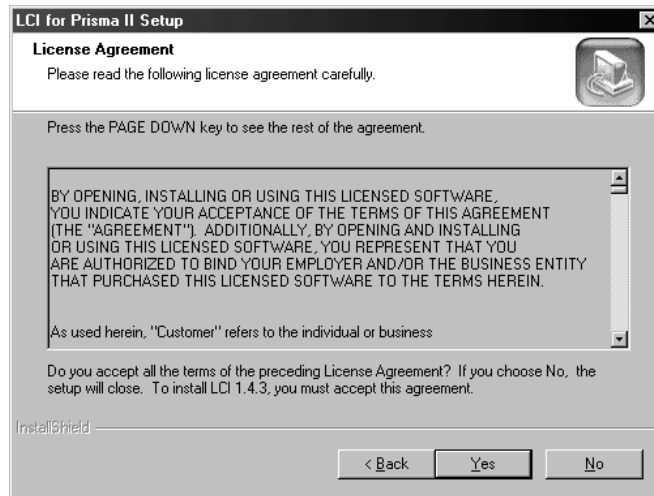 LCI for Prisma II Setup
License Agreement
Please read the following license agreement carefully.
Press the PAGE DOWN key to see the rest of the agreement.
BY OPENING, INSTALLING OR USING THIS LICENSED SOFTWARE,
YOU INDICATE YOUR ACCEPTANCE OF THE TERMS OF THIS AGREEMENT
(THE "AGREEMENT"). ADDITIONALLY, BY OPENING AND INSTALLING
OR USING THIS LICENSED SOFTWARE, YOU REPRESENT THAT YOU
ARE AUTHORIZED TO BIND YOUR EMPLOYER AND/OR THE BUSINESS ENTITY
THAT PURCHASED THIS LICENSED SOFTWARE TO THE TERMS HEREIN.
As used herein, "Customer" refers to the individual or business
Do you accept all the terms of the preceding License Agreement? If you choose No, the
setup will close. To install LCI 1.4.3, you must accept this agreement.
InstallShield
< Back Yes No